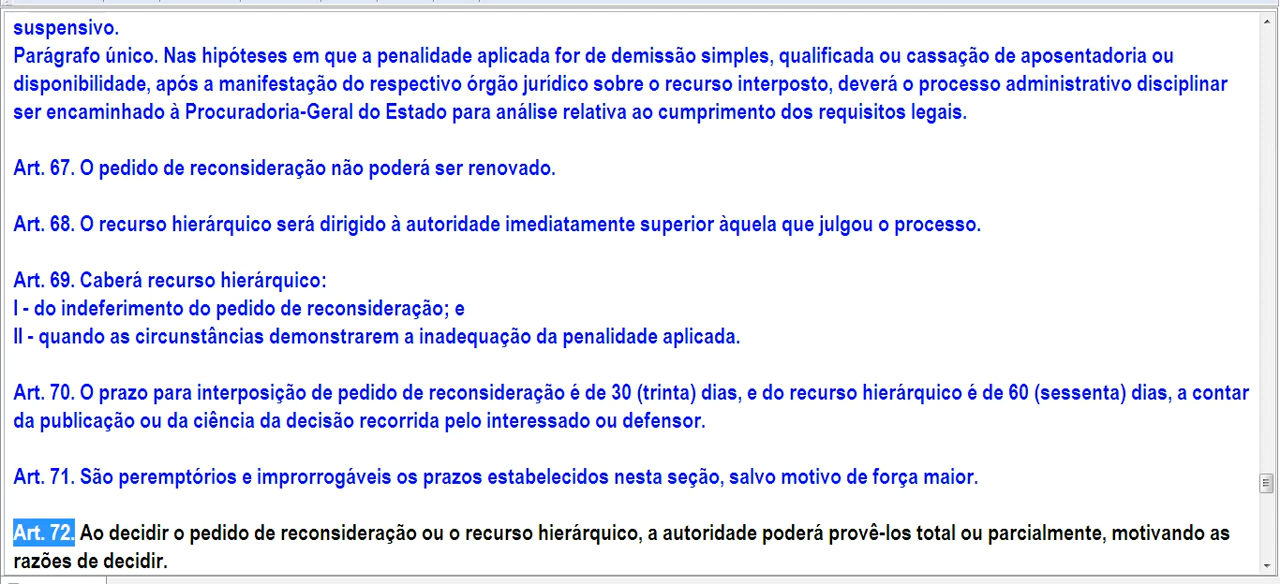 suspensivo.
Parágrafo único. Nas hipóteses em que a penalidade aplicada for de demissão simples, qualificada ou cassação de aposentadoria ou
disponibilidade, após a manifestação do respectivo órgão jurídico sobre o recurso interposto, deverá o processo administrativo disciplinar
ser encaminhado à Procuradoria-Geral do Estado para análise relativa ao cumprimento dos requisitos legais.
Art. 67. O pedido de reconsideração não poderá ser renovado.
Art. 68. O recurso hierárquico será dirigido à autoridade imediatamente superior àquela que julgou o processo.
Art. 69. Caberá recurso hierárquico:
I - do indeferimento do pedido de reconsideração; e
II - quando as circunstâncias demonstrarem a inadequação da penalidade aplicada.
Art. 70. O prazo para interposição de pedido de reconsideração é de 30 (trinta) dias, e do recurso hierárquico é de 60 (sessenta) dias, a contar
da publicação ou da ciência da decisão recorrida pelo interessado ou defensor.
Art. 71. São peremptórios e improrrogáveis os prazos estabelecidos nesta seção, salvo motivo de força maior.
Art. 72. Ao decidir o pedido de reconsideração ou o recurso hierárquico, a autoridade poderá provê-los total ou parcialmente, motivando as
razões de decidir.